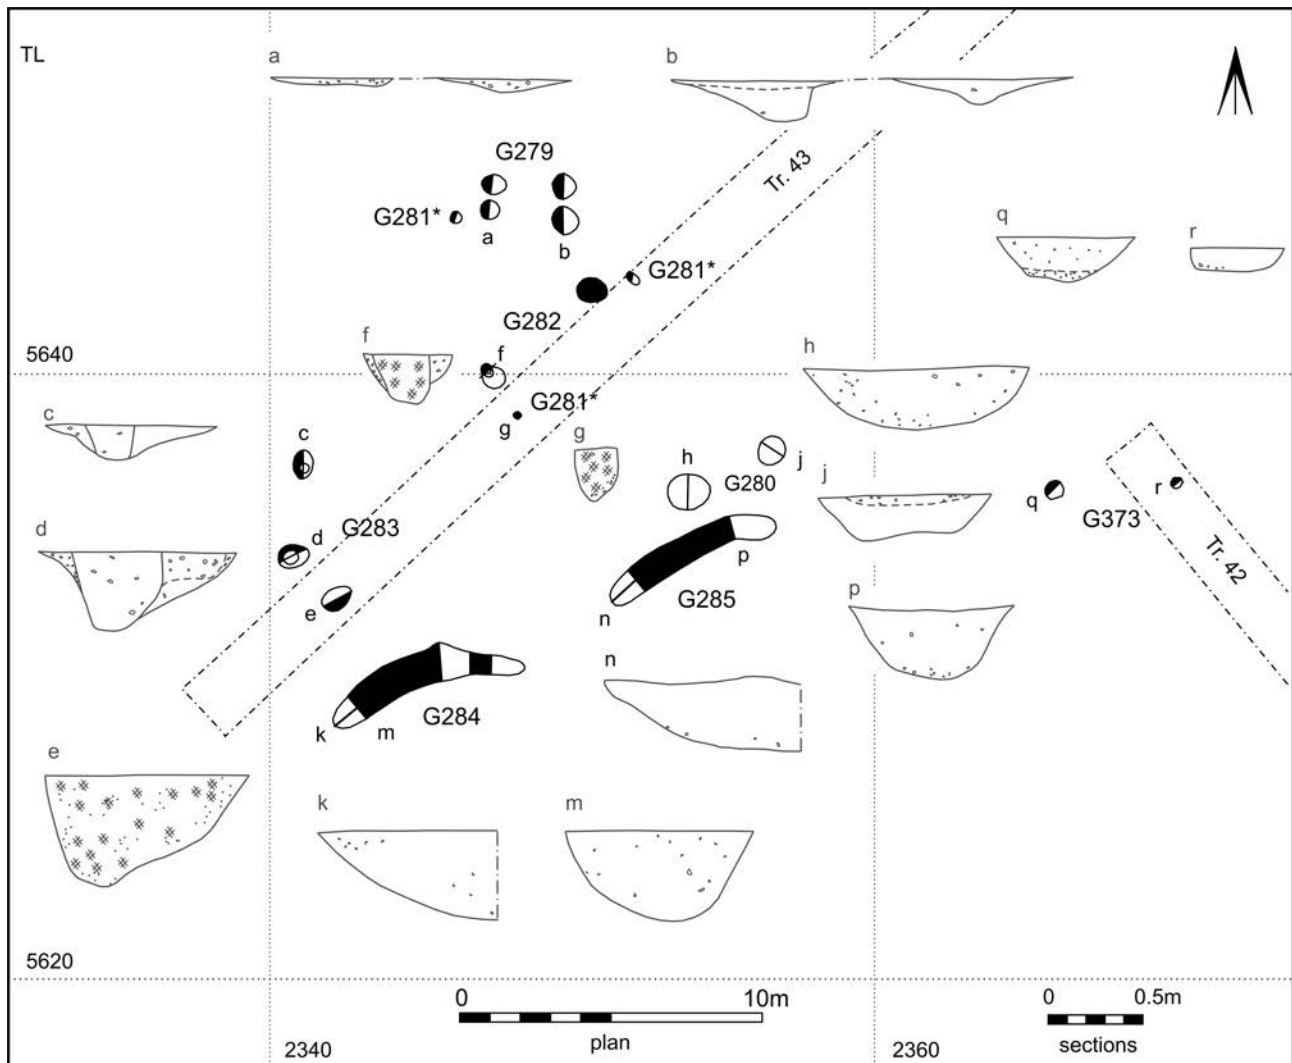 TL
a
b
G279
Tr. 43
G281*
a
b
q
r
G281*
G282
f
f
5640
h
G281*
c
g
c
g
h
j
G280
j
q
r
G373
d
G283
d
Tr. 42
p
e
n
G285
p
n
k
m
G284
e
k
m
5620
0 10m
plan
0 0.5m
sections
2340
2360